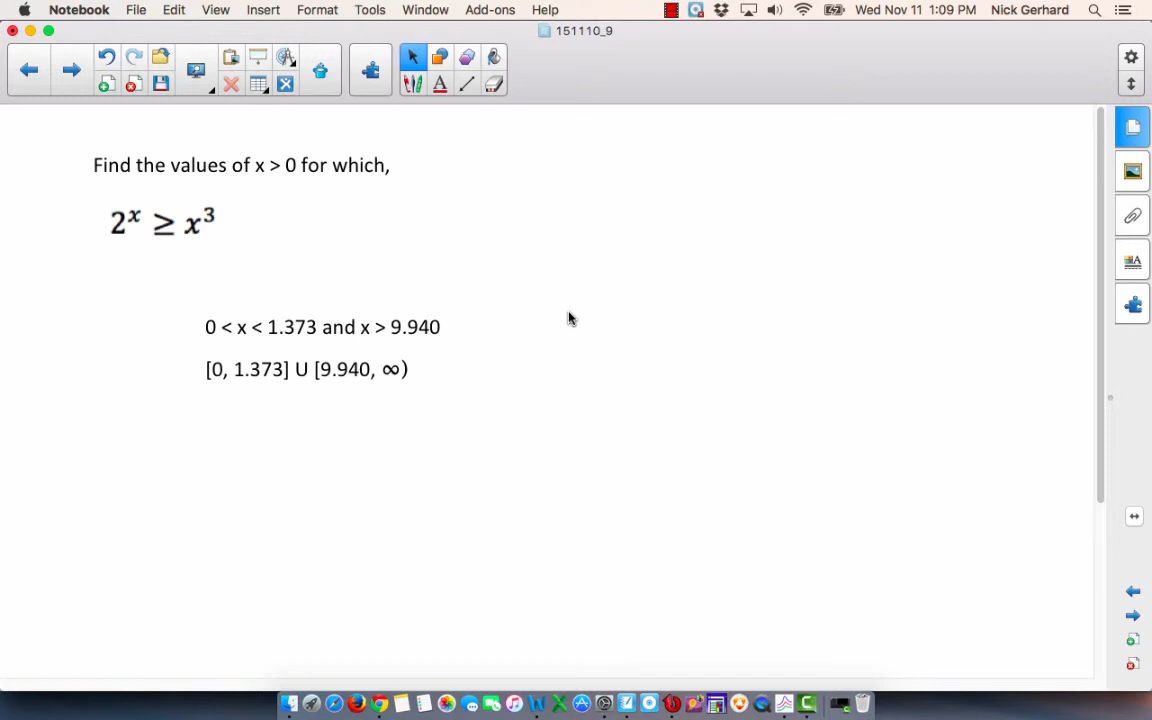 Notebook File Edit View Insert Format Tools Window Add-ons Help Wed Nov 11 1:09 PM Nick Gerhard
151110_9
Find the values of x > 0 for which,
2ˣ ≥ x³
0 < x < 1.373 and x > 9.940
[0, 1.373] U [9.940, ∞)